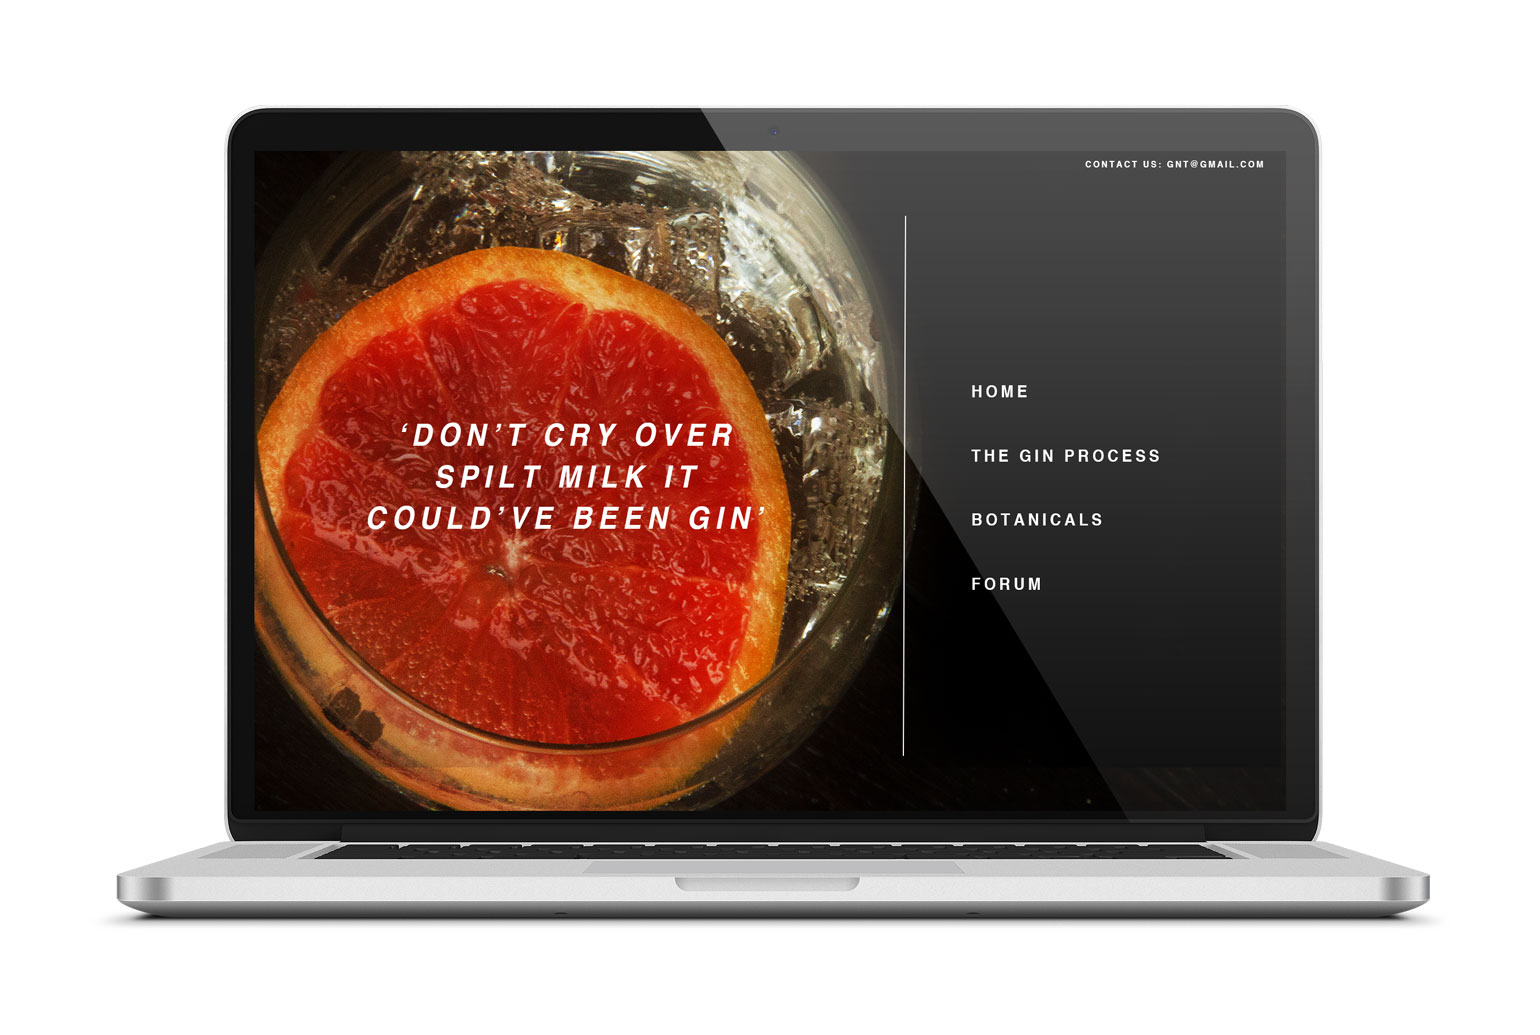 CONTACT US: GNT@GMAIL.COM
‘DON’T CRY OVER
SPILT MILK IT
COULD’VE BEEN GIN’
HOME
THE GIN PROCESS
BOTANICALS
FORUM